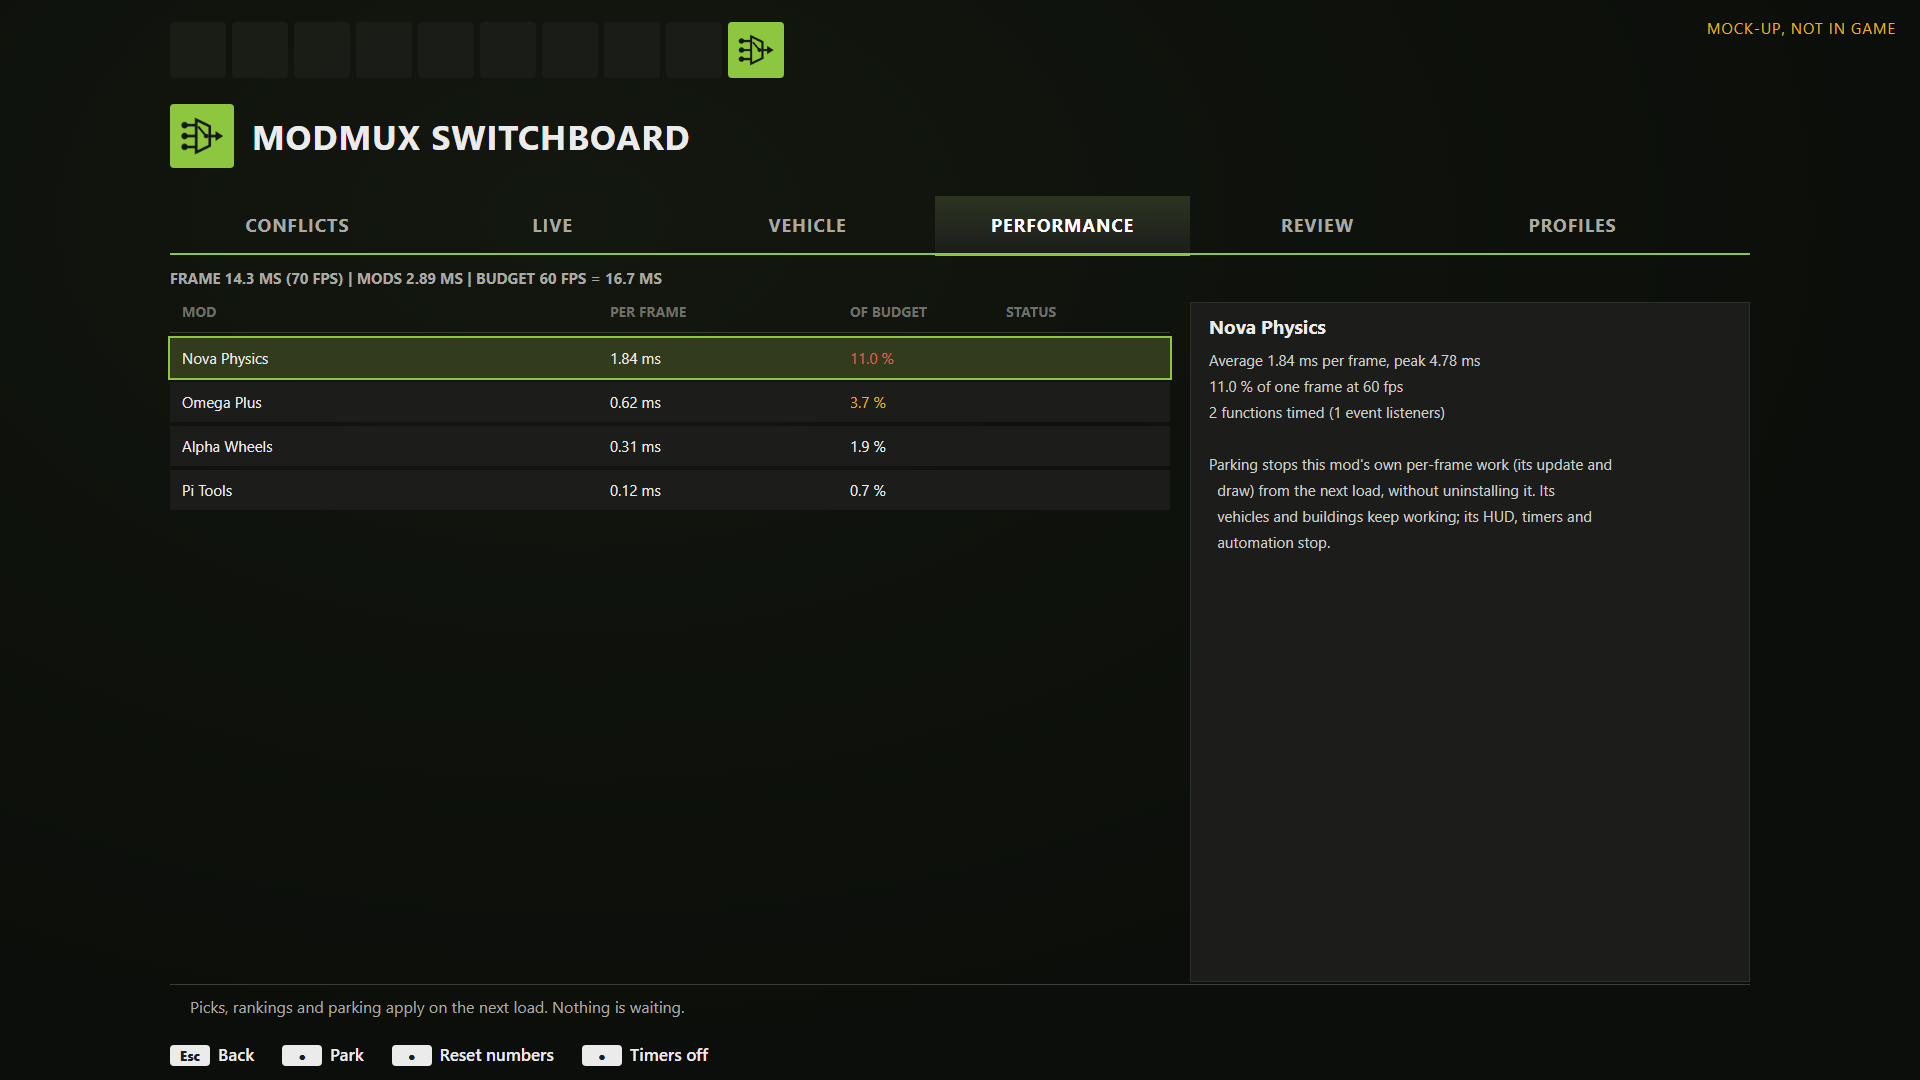 MOCK-UP, NOT IN GAME
MODMUX SWITCHBOARD
CONFLICTS LIVE VEHICLE PERFORMANCE REVIEW PROFILES
FRAME 14.3 MS (70 FPS) | MODS 2.89 MS | BUDGET 60 FPS = 16.7 MS
MOD PER FRAME OF BUDGET STATUS
Nova Physics 1.84 ms 11.0 %
Omega Plus 0.62 ms 3.7 %
Alpha Wheels 0.31 ms 1.9 %
Pi Tools 0.12 ms 0.7 %
Nova Physics
Average 1.84 ms per frame, peak 4.78 ms
11.0 % of one frame at 60 fps
2 functions timed (1 event listeners)
Parking stops this mod's own per-frame work (its update and
draw) from the next load, without uninstalling it. Its
vehicles and buildings keep working; its HUD, timers and
automation stop.
Picks, rankings and parking apply on the next load. Nothing is waiting.
Esc Back • Park • Reset numbers • Timers off